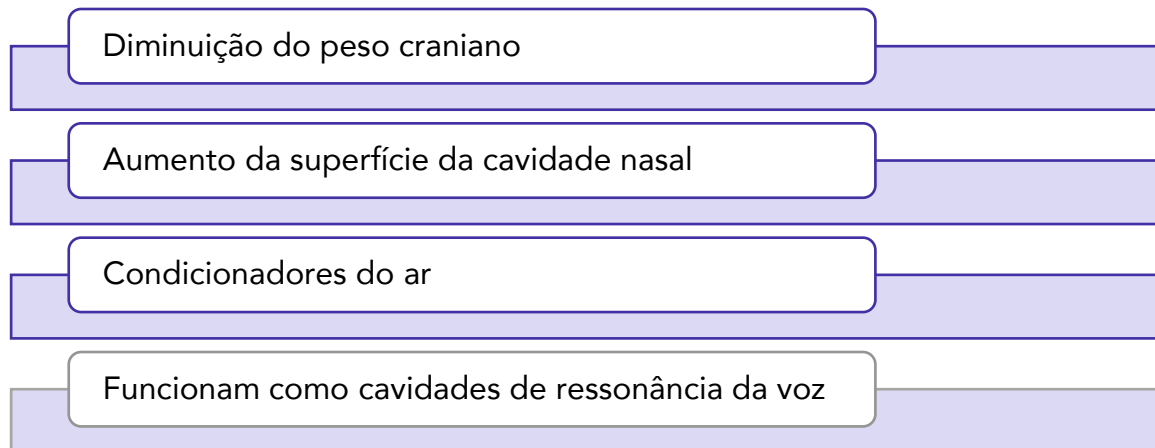 Diminuição do peso craniano
Aumento da superfície da cavidade nasal
Condicionadores do ar
Funcionam como cavidades de ressonância da voz